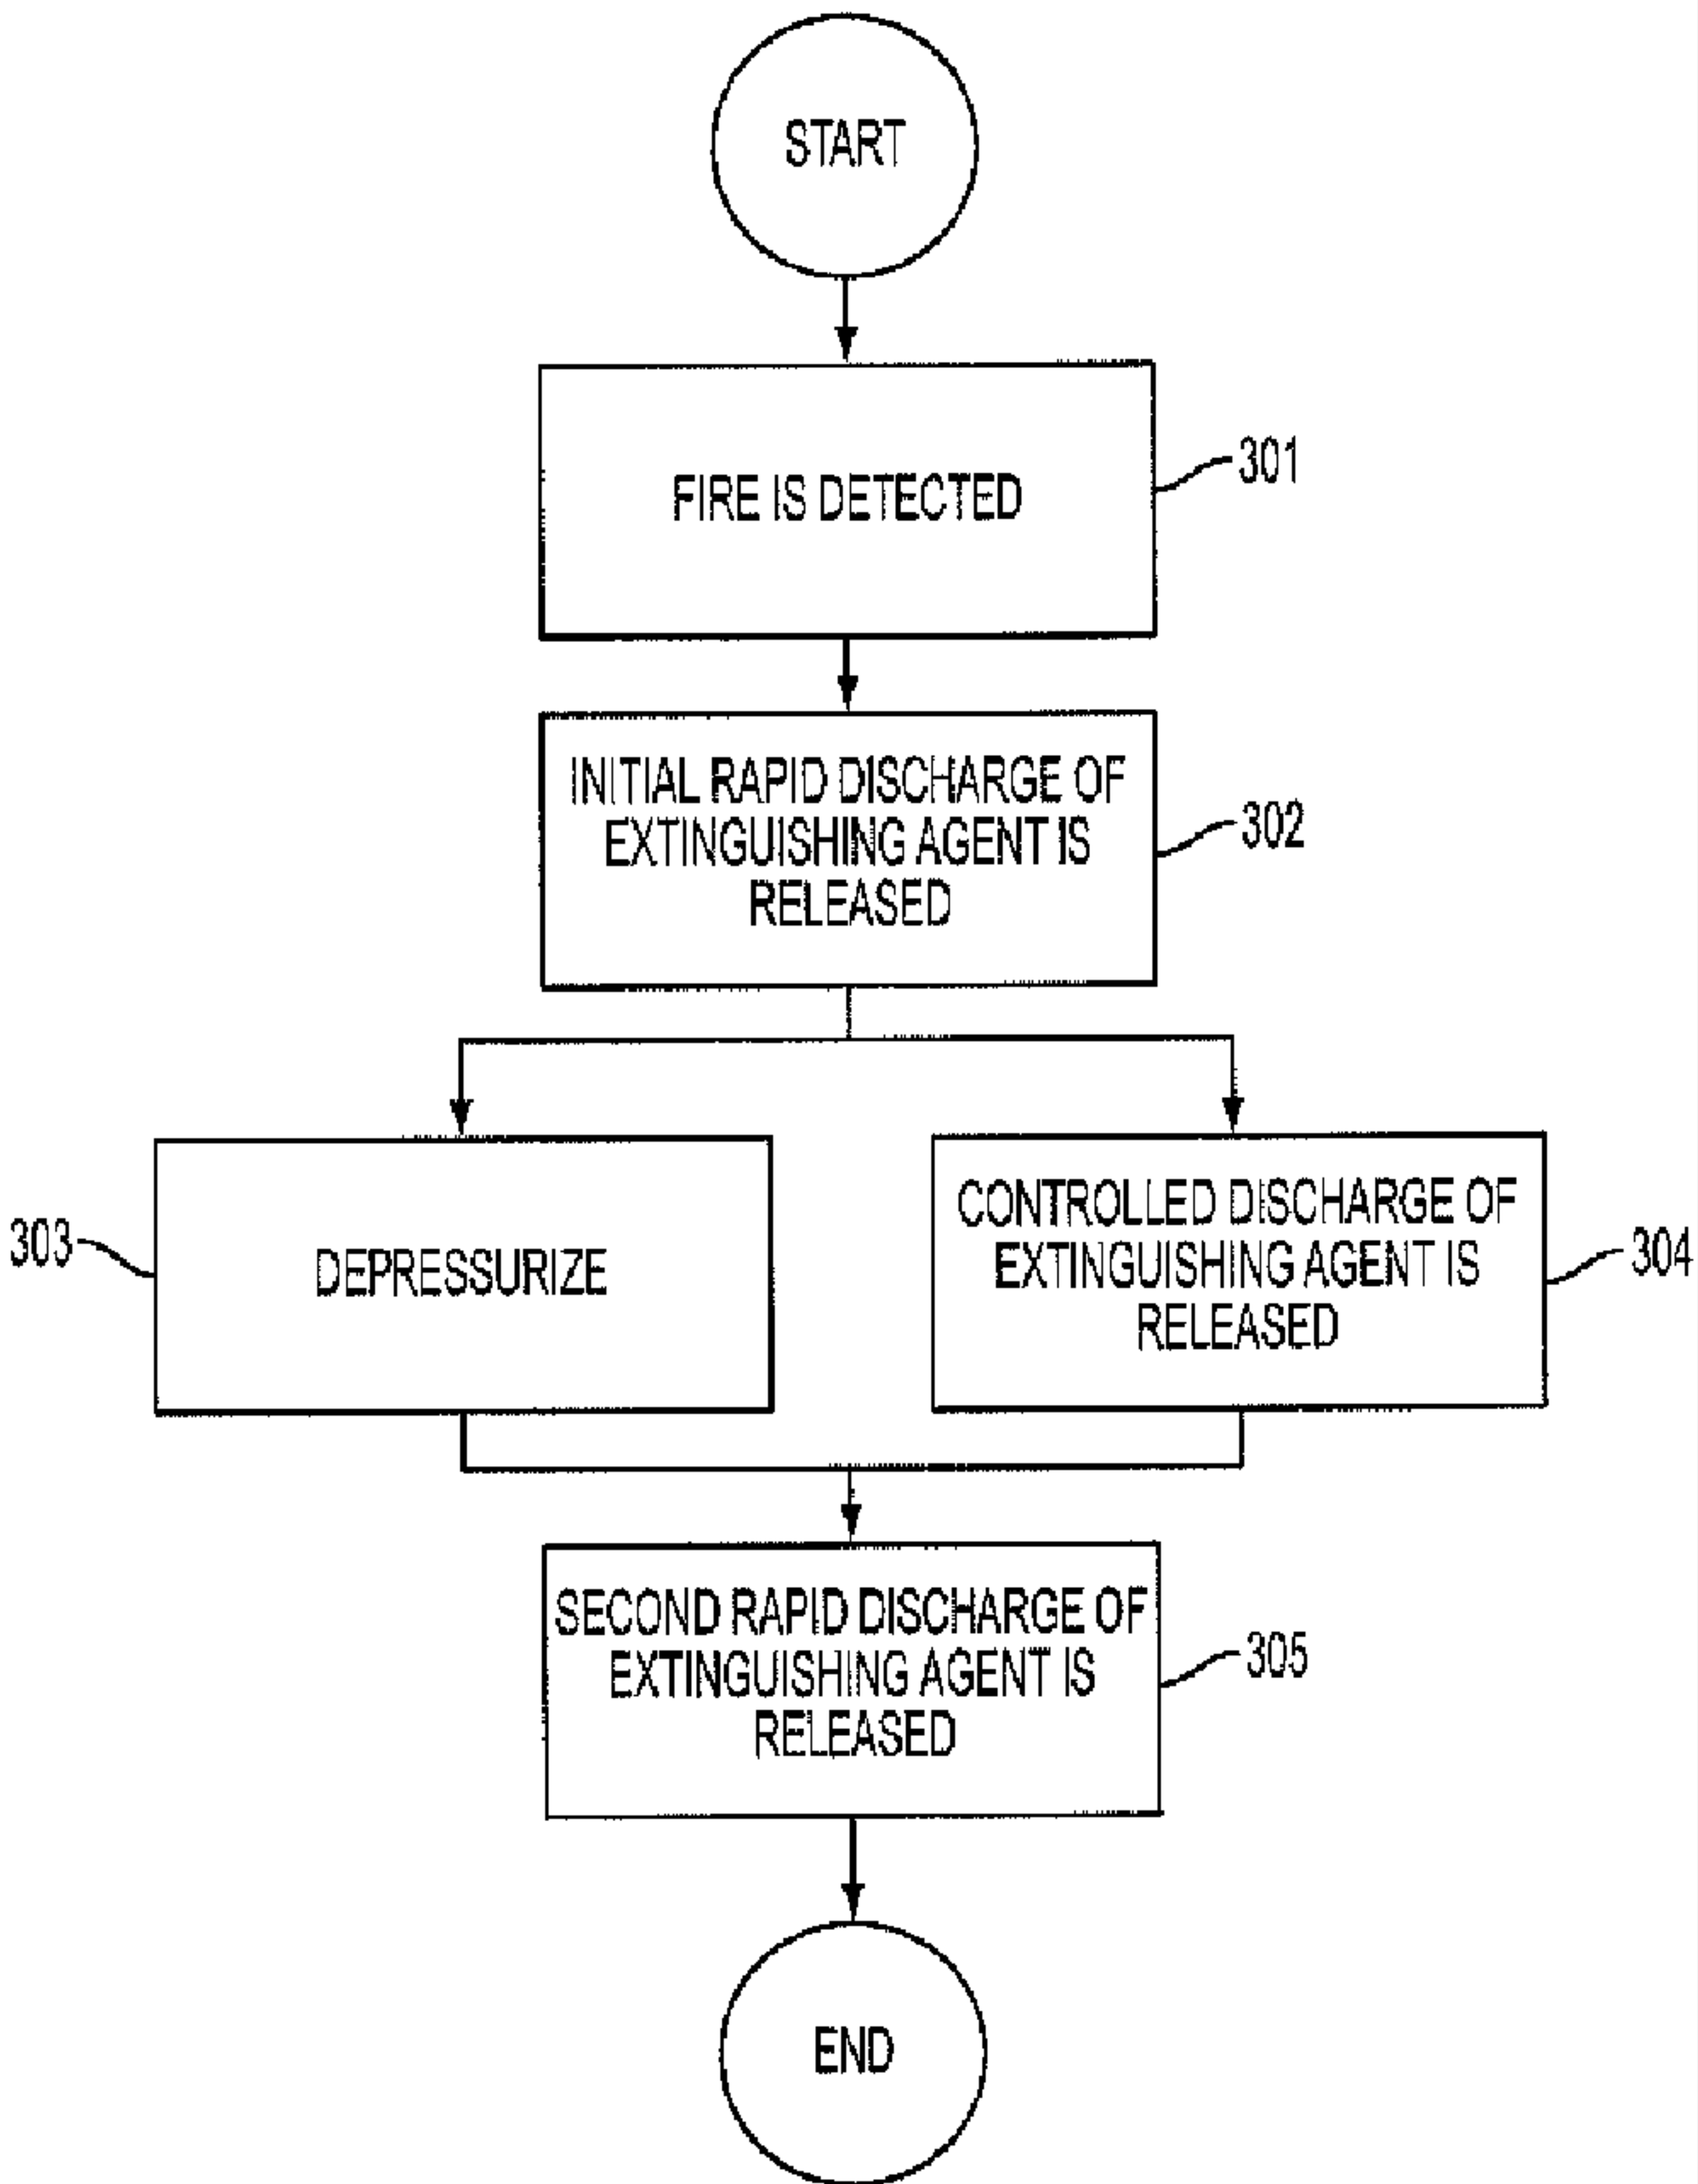 START
FIRE IS DETECTED
301
INITIAL RAPID DISCHARGE OF
EXTINGUISHING AGENT IS
RELEASED
302
303
DEPRESSURIZE
CONTROLLED DISCHARGE OF
EXTINGUISHING AGENT IS
RELEASED
304
SECOND RAPID DISCHARGE OF
EXTINGUISHING AGENT IS
RELEASED
305
END